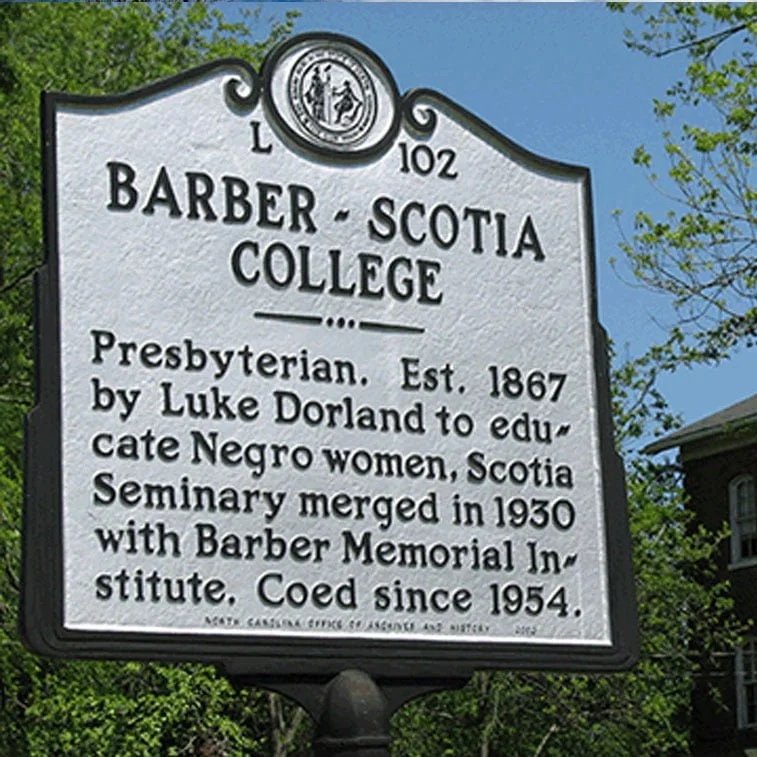 L 102
BARBER - SCOTIA
COLLEGE
Presbyterian. Est. 1867
by Luke Dorland to edu-
cate Negro women, Scotia
Seminary merged in 1930
with Barber Memorial In-
stitute. Coed since 1954.
NORTH CAROLINA OFFICE OF ARCHIVES AND HISTORY